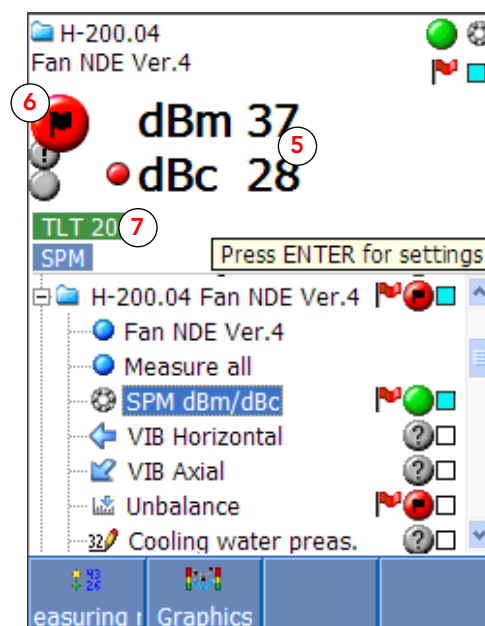 H-200.04
Fan NDE Ver.4
6
dBm 37
5
dBc 28
TLT 20
7
SPM
Press ENTER for settings
H-200.04 Fan NDE Ver.4
Fan NDE Ver.4
Measure all
SPM dBm/dBc
VIB Horizontal
VIB Axial
Unbalance
32 Cooling water preas.
easuring
Graphics